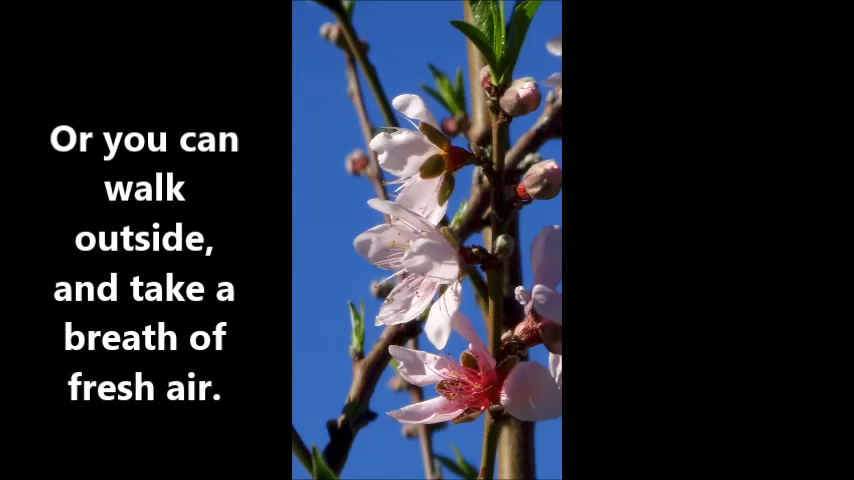 Or you can
walk
outside,
and take a
breath of
fresh air.